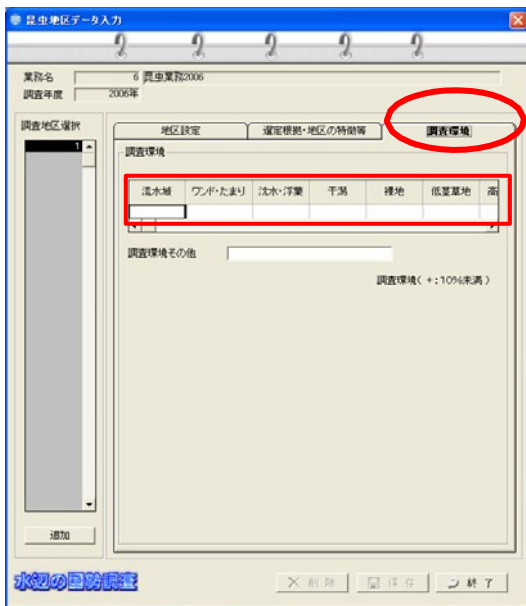 昆虫地区データ入力
業務名 6 昆虫業務2006
調査年度 2006年
調査地区選択
1
地区設定 選定根拠・地区の特徴等 調査環境
調査環境
流水域 ワンド・たまり 沈水・浮葉 干潟 裸地 低茎草地 高
調査環境その他
調査環境(+:10%未満)
追加
水辺の国勢調査
削除 保存 終了